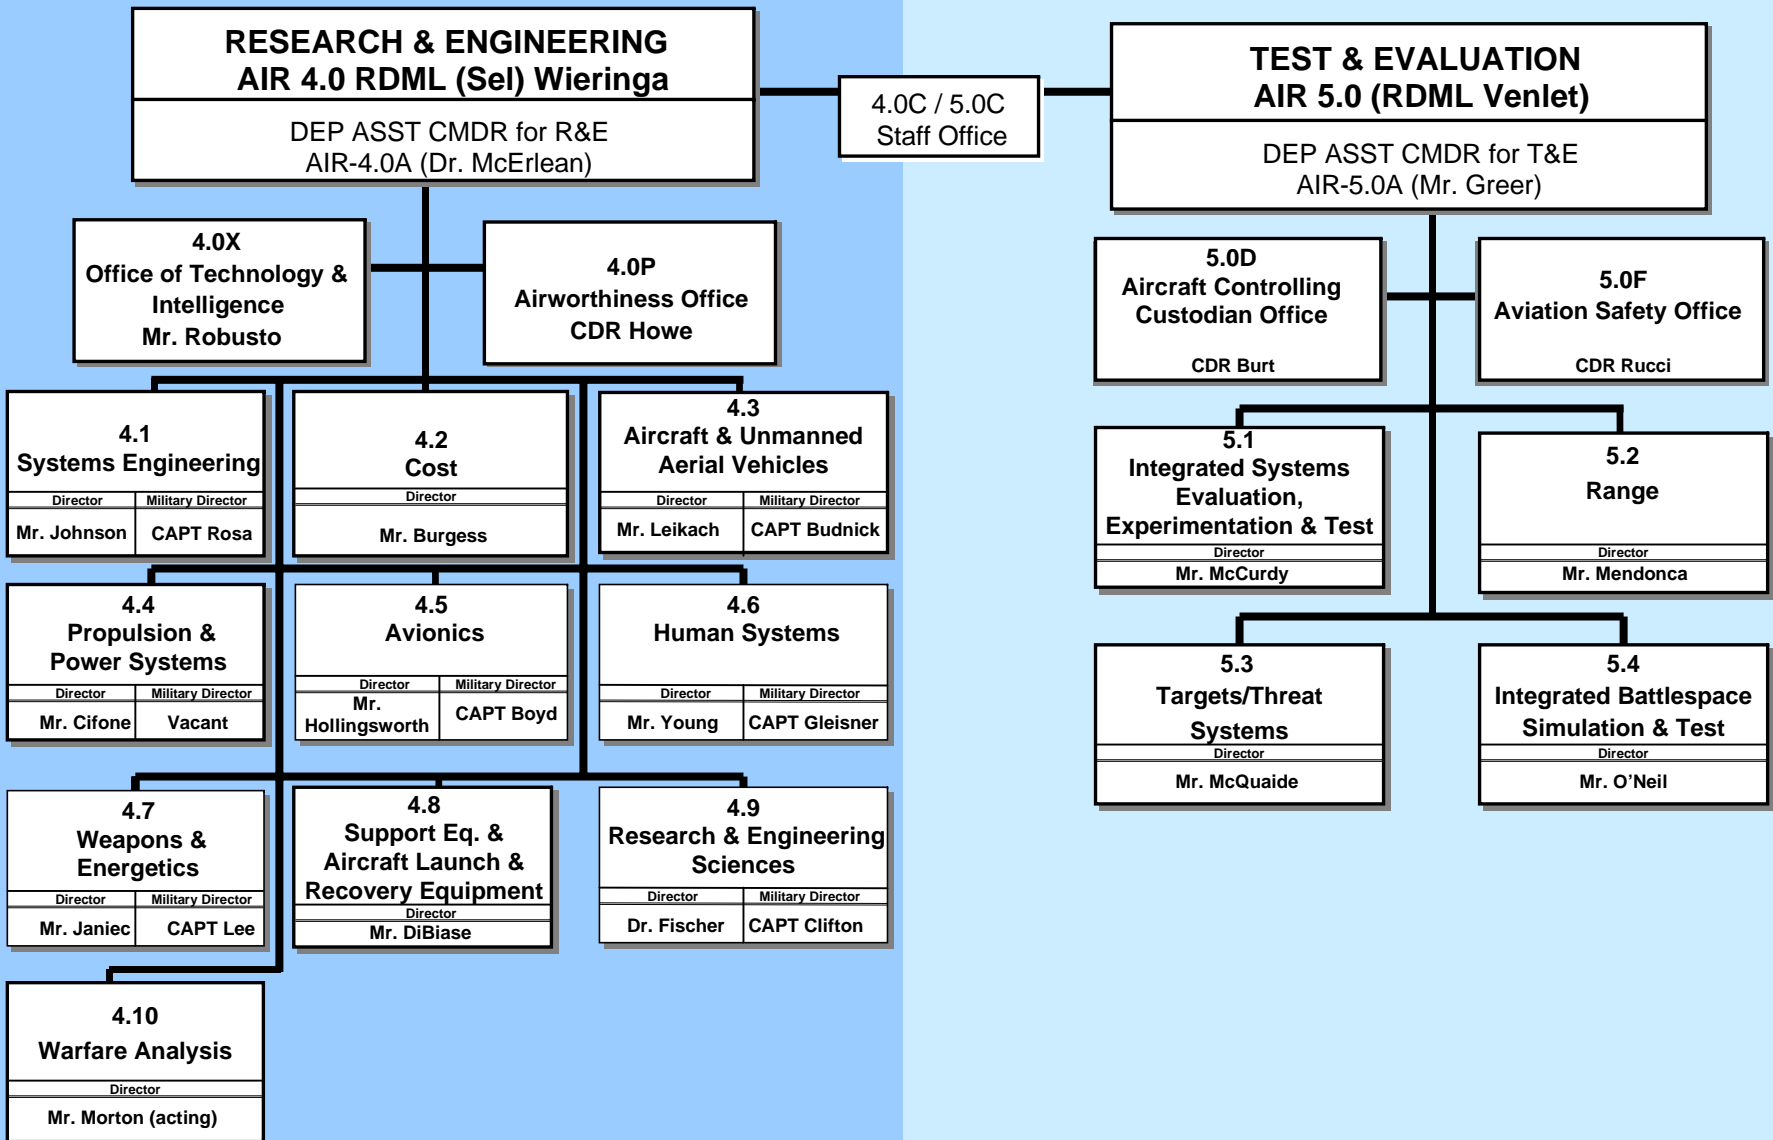 RESEARCH & ENGINEERING
AIR 4.0 RDML (Sel) Wieringa
DEP ASST CMDR for R&E
AIR-4.0A (Dr. McErlean)
4.0C / 5.0C
Staff Office
TEST & EVALUATION
AIR 5.0 (RDML Venlet)
DEP ASST CMDR for T&E
AIR-5.0A (Mr. Greer)
4.0X
Office of Technology &
Intelligence
Mr. Robusto
4.0P
Airworthiness Office
CDR Howe
5.0D
Aircraft Controlling
Custodian Office
CDR Burt
5.0F
Aviation Safety Office
CDR Rucci
4.1
Systems Engineering
Director Military Director
Mr. Johnson CAPT Rosa
4.2
Cost
Director
Mr. Burgess
4.3
Aircraft & Unmanned
Aerial Vehicles
Director Military Director
Mr. Leikach CAPT Budnick
5.1
Integrated Systems
Evaluation,
Experimentation & Test
Director
Mr. McCurdy
5.2
Range
Director
Mr. Mendonca
4.4
Propulsion &
Power Systems
Director Military Director
Mr. Cifone Vacant
4.5
Avionics
Director Military Director
Mr.
Hollingsworth CAPT Boyd
4.6
Human Systems
Director Military Director
Mr. Young CAPT Gleisner
5.3
Targets/Threat
Systems
Director
Mr. McQuaide
5.4
Integrated Battlespace
Simulation & Test
Director
Mr. O’Neil
4.7
Weapons &
Energetics
Director Military Director
Mr. Janiec CAPT Lee
4.8
Support Eq. &
Aircraft Launch &
Recovery Equipment
Director
Mr. DiBiase
4.9
Research & Engineering
Sciences
Director Military Director
Dr. Fischer CAPT Clifton
4.10
Warfare Analysis
Director
Mr. Morton (acting)